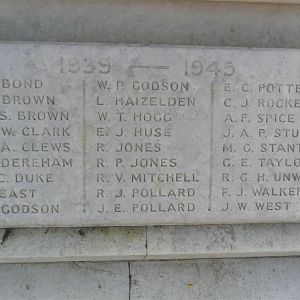 1939 — 1945
BOND
BROWN
S. BROWN
W. CLARK
A. CLEWS
DEREHAM
C. DUKE
EAST
GODSON
W. P. GODSON
L. HAIZELDEN
W. T. HOGG
E. J. HUSE
R. JONES
R. P. JONES
R. V. MITCHELL
R. J. POLLARD
J. E. POLLARD
E. C. POTTE
C. J. ROCKE
A. F. SPICE
J. A. P. STU
M. G. STANT
G. E. TAYLO
R. G. H. UNW
F. J. WALKE
J. W. WEST